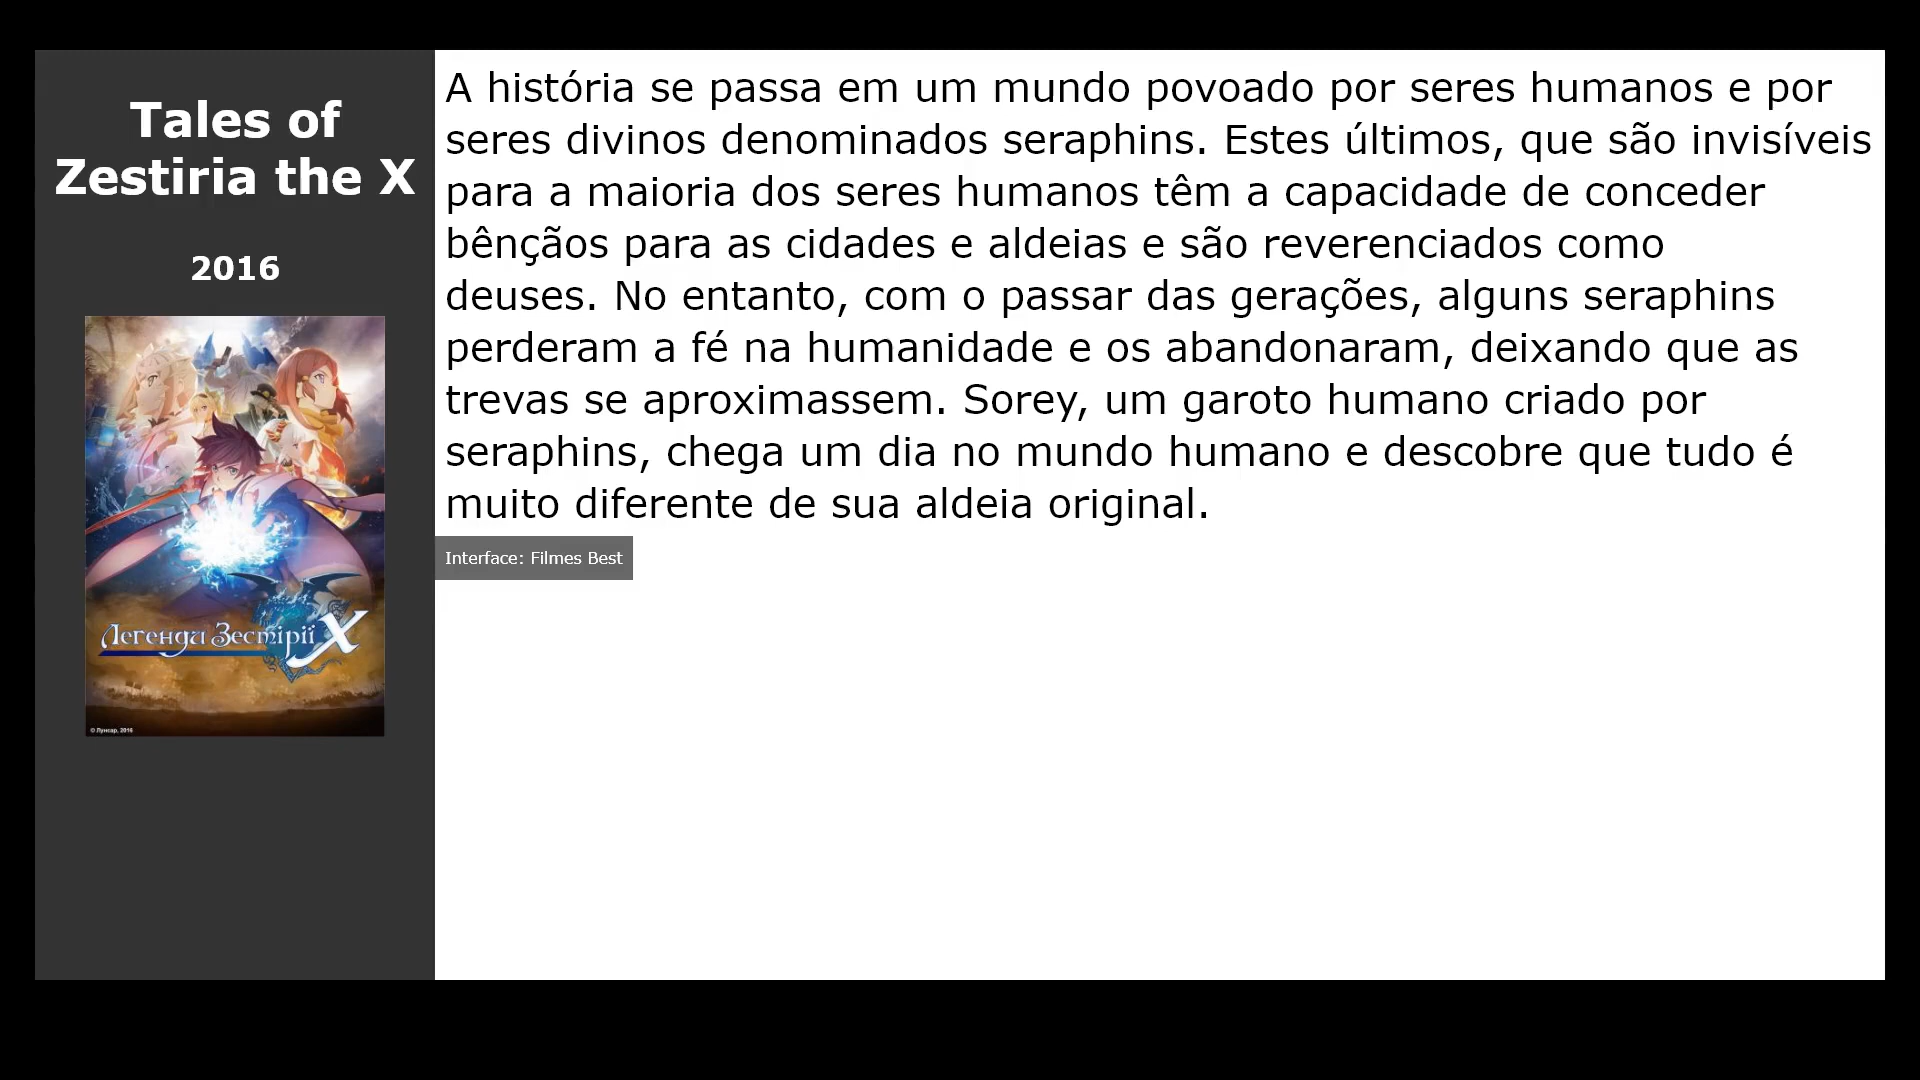 Tales of
Zestiria the X
2016
Легенди Зестірії X
© Лунсар, 2016
A história se passa em um mundo povoado por seres humanos e por
seres divinos denominados seraphins. Estes últimos, que são invisíveis
para a maioria dos seres humanos têm a capacidade de conceder
bênçãos para as cidades e aldeias e são reverenciados como
deuses. No entanto, com o passar das gerações, alguns seraphins
perderam a fé na humanidade e os abandonaram, deixando que as
trevas se aproximassem. Sorey, um garoto humano criado por
seraphins, chega um dia no mundo humano e descobre que tudo é
muito diferente de sua aldeia original.
Interface: Filmes Best